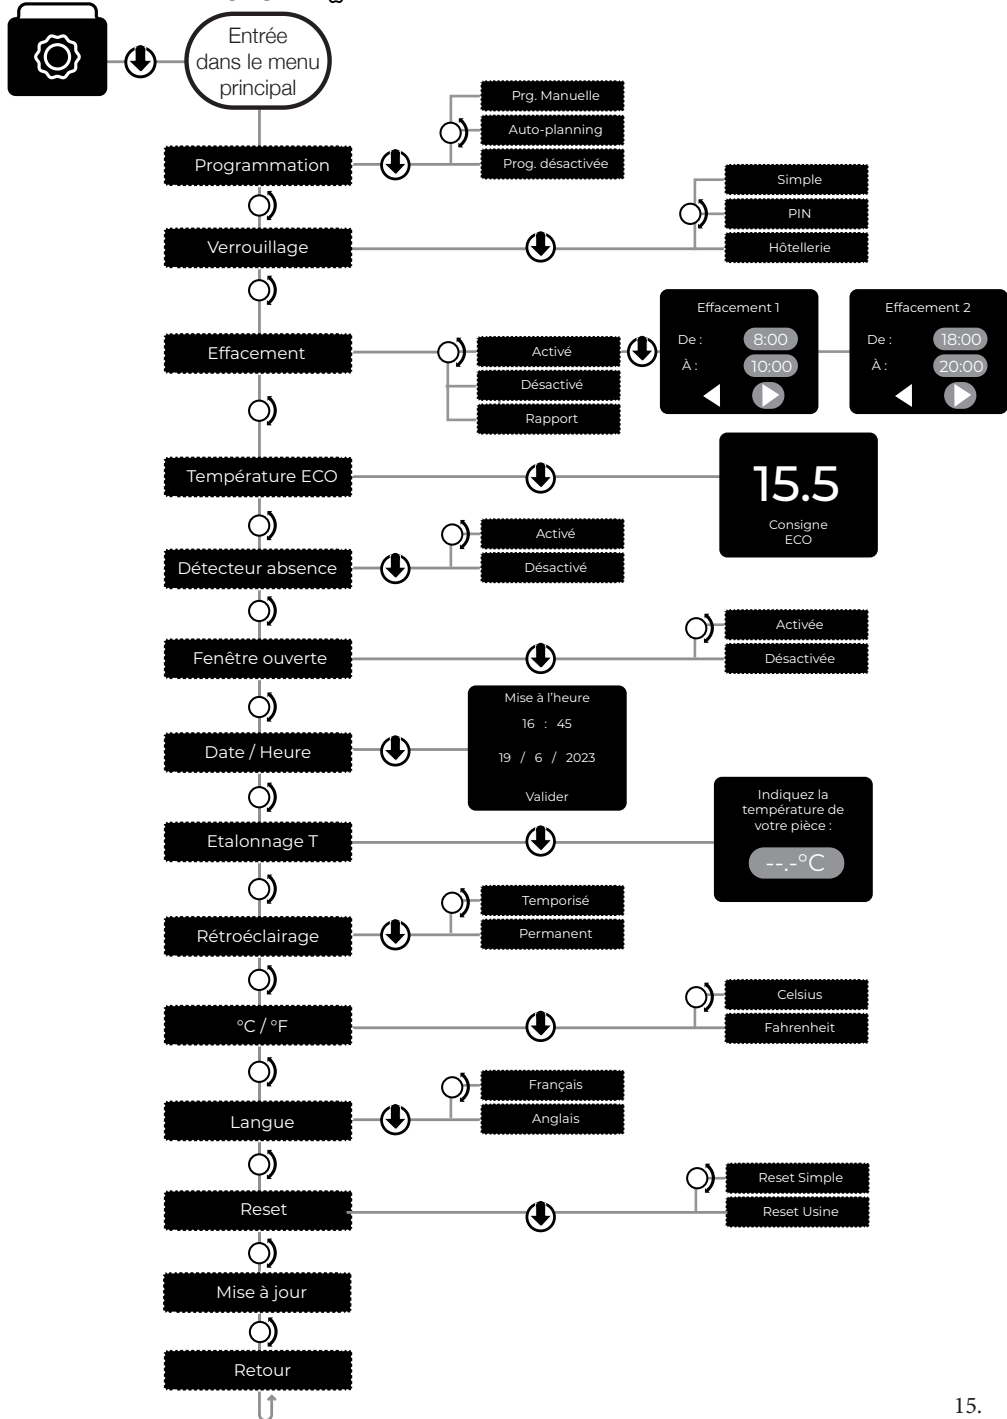 Entrée
dans le menu
principal
Prg. Manuelle
Auto-planning
Programmation
Prog. désactivée
Simple
PIN
Verrouillage
Hôtellerie
Effacement 1
De : 8:00
À : 10:00
Effacement 2
De : 18:00
À : 20:00
Effacement
Activé
Désactivé
Rapport
Température ECO
15.5
Consigne
ECO
Activé
Détecteur absence
Désactivé
Activée
Fenêtre ouverte
Désactivée
Mise à l'heure
16 : 45
19 / 6 / 2023
Valider
Date / Heure
Indiquez la
température de
votre pièce :
--.-°C
Etalonnage T
Temporisé
Rétroéclairage
Permanent
Celsius
°C / °F
Fahrenheit
Français
Langue
Anglais
Reset Simple
Reset
Reset Usine
Mise à jour
Retour
15.